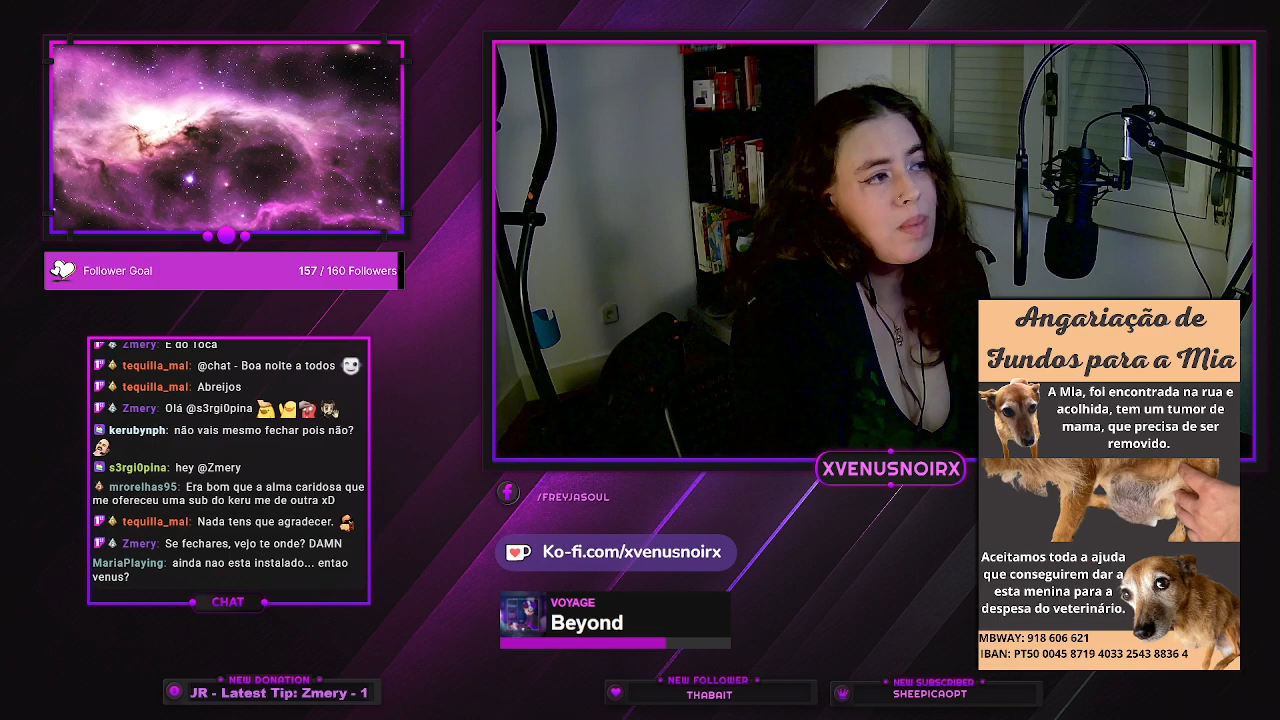 Follower Goal
157 / 160 Followers
Zmery: E do Toca
tequilla_mal: @chat - Boa noite a todos
tequilla_mal: Abreijos
Zmery: Olá @s3rgi0pina
kerubynph: não vais mesmo fechar pois não?
s3rgi0pina: hey @Zmery
mrorelhas95: Era bom que a alma caridosa que
me ofereceu uma sub do keru me de outra xD
tequilla_mal: Nada tens que agradecer.
Zmery: Se fechares, vejo te onde? DAMN
MariaPlaying: ainda nao esta instalado... entao
venus?
CHAT
XVENUSNOIRX
/FREYJASOUL
Ko-fi.com/xvenusnoirx
VOYAGE
Beyond
Angariação de
Fundos para a Mia
A Mia, foi encontrada na rua e
acolhida, tem um tumor de
mama, que precisa de ser
removido.
Aceitamos toda a ajuda
que conseguirem dar a
esta menina para a
despesa do veterinário.
MBWAY: 918 606 621
IBAN: PT50 0045 8719 4033 2543 8836 4
NEW DONATION
JR - Latest Tip: Zmery - 1
NEW FOLLOWER
THABAIT
NEW SUBSCRIBER
SHEEPICAOPT